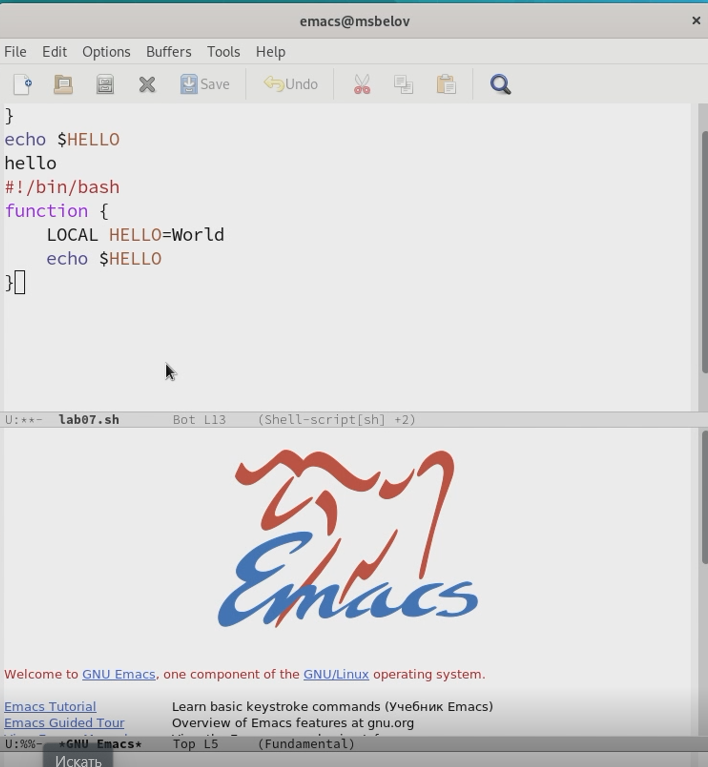 emacs@msbelov ×
File Edit Options Buffers Tools Help
Save Undo
}
echo $HELLO
hello
#!/bin/bash
function {
    LOCAL HELLO=World
    echo $HELLO
}
U:**-  lab07.sh       Bot L13    (Shell-script[sh] +2)
Emacs
Welcome to GNU Emacs, one component of the GNU/Linux operating system.
Emacs Tutorial Learn basic keystroke commands (Учебник Emacs)
Emacs Guided Tour Overview of Emacs features at gnu.org
U:%%-  *GNU Emacs*    Top L5     (Fundamental)
Искать